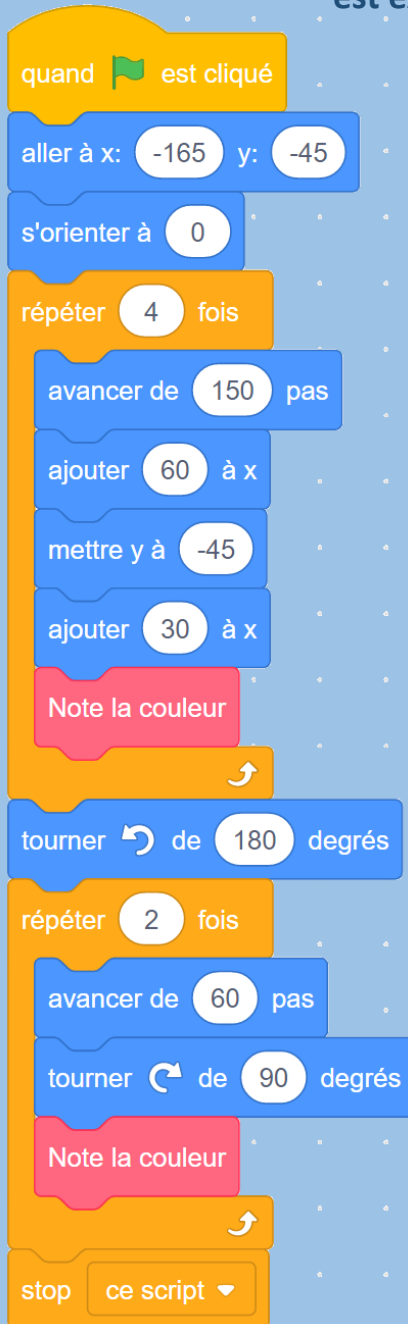 est e
quand est cliqué
aller à x: -165 y: -45
s'orienter à 0
répéter 4 fois
avancer de 150 pas
ajouter 60 à x
mettre y à -45
ajouter 30 à x
Note la couleur
tourner de 180 degrés
répéter 2 fois
avancer de 60 pas
tourner de 90 degrés
Note la couleur
stop ce script